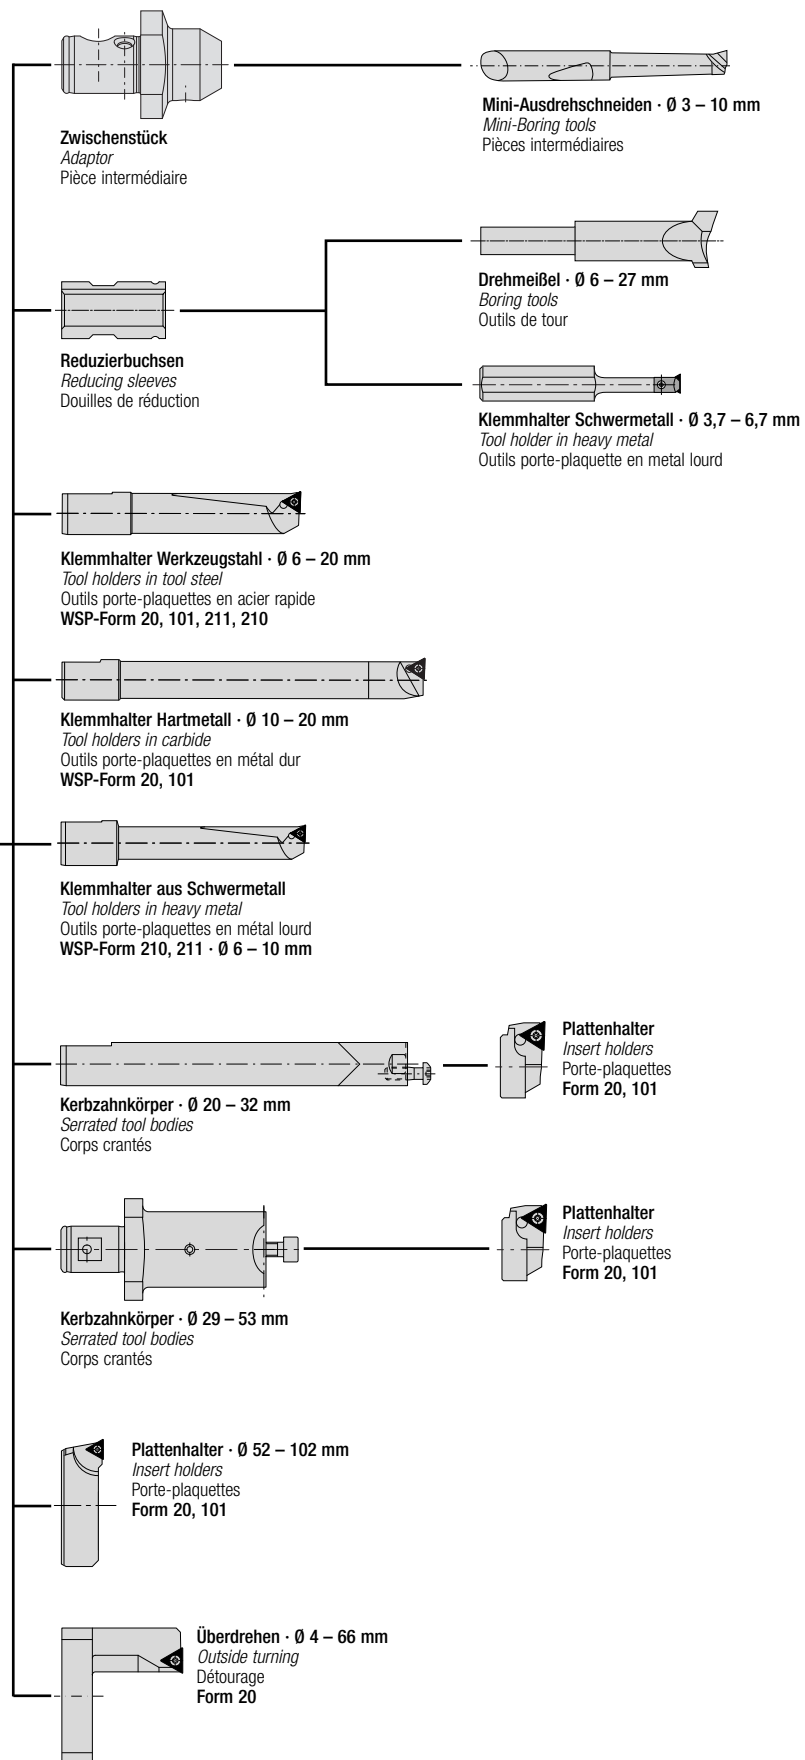 Zwischenstück
Adaptor
Pièce intermédiaire
Mini-Ausdrehschneiden · Ø 3 – 10 mm
Mini-Boring tools
Pièces intermédiaires
Reduzierbuchsen
Reducing sleeves
Douilles de réduction
Drehmeißel · Ø 6 – 27 mm
Boring tools
Outils de tour
Klemmhalter Schwermetall · Ø 3,7 – 6,7 mm
Tool holder in heavy metal
Outils porte-plaquette en metal lourd
Klemmhalter Werkzeugstahl · Ø 6 – 20 mm
Tool holders in tool steel
Outils porte-plaquettes en acier rapide
WSP-Form 20, 101, 211, 210
Klemmhalter Hartmetall · Ø 10 – 20 mm
Tool holders in carbide
Outils porte-plaquettes en métal dur
WSP-Form 20, 101
Klemmhalter aus Schwermetall
Tool holders in heavy metal
Outils porte-plaquettes en métal lourd
WSP-Form 210, 211 · Ø 6 – 10 mm
Kerbzahnkörper · Ø 20 – 32 mm
Serrated tool bodies
Corps crantés
Plattenhalter
Insert holders
Porte-plaquettes
Form 20, 101
Kerbzahnkörper · Ø 29 – 53 mm
Serrated tool bodies
Corps crantés
Plattenhalter
Insert holders
Porte-plaquettes
Form 20, 101
Plattenhalter · Ø 52 – 102 mm
Insert holders
Porte-plaquettes
Form 20, 101
Überdrehen · Ø 4 – 66 mm
Outside turning
Détourage
Form 20